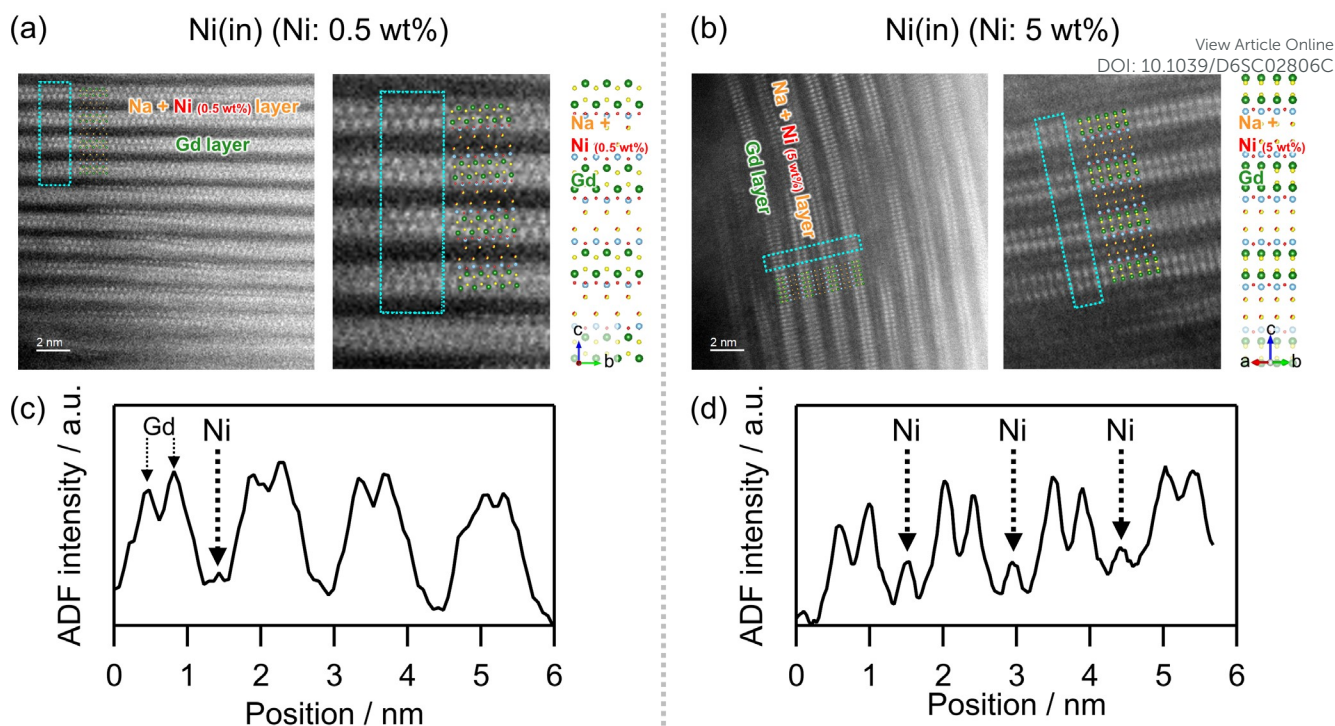 (a) Ni(in) (Ni: 0.5 wt%)
Na + Ni (0.5 wt%) layer
Gd layer
2 nm
Na +
Ni (0.5 wt%)
Gd
c
b
(b) Ni(in) (Ni: 5 wt%)
View Article Online
DOI: 10.1039/D6SC02806C
Gd layer
Na + Ni (5 wt%) layer
2 nm
Na +
Ni (5 wt%)
Gd
c
a b
(c)
ADF intensity / a.u.
Gd
Ni
0 1 2 3 4 5 6
Position / nm
(d)
ADF intensity / a.u.
Ni Ni Ni
0 1 2 3 4 5 6
Position / nm